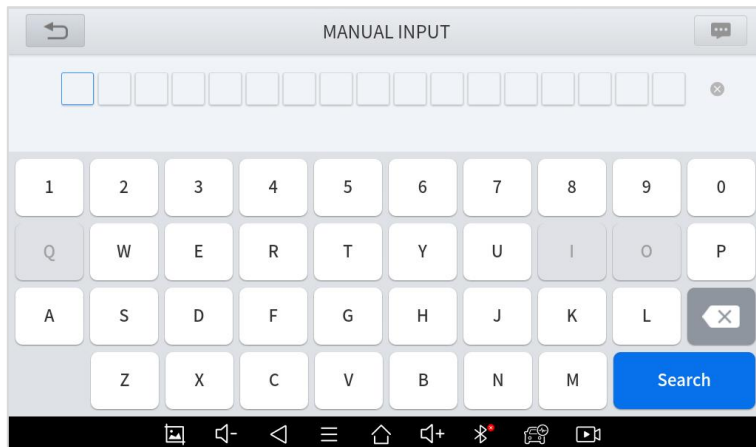 MANUAL INPUT
1 2 3 4 5 6 7 8 9 0
Q W E R T Y U I O P
A S D F G H J K L
Z X C V B N M Search